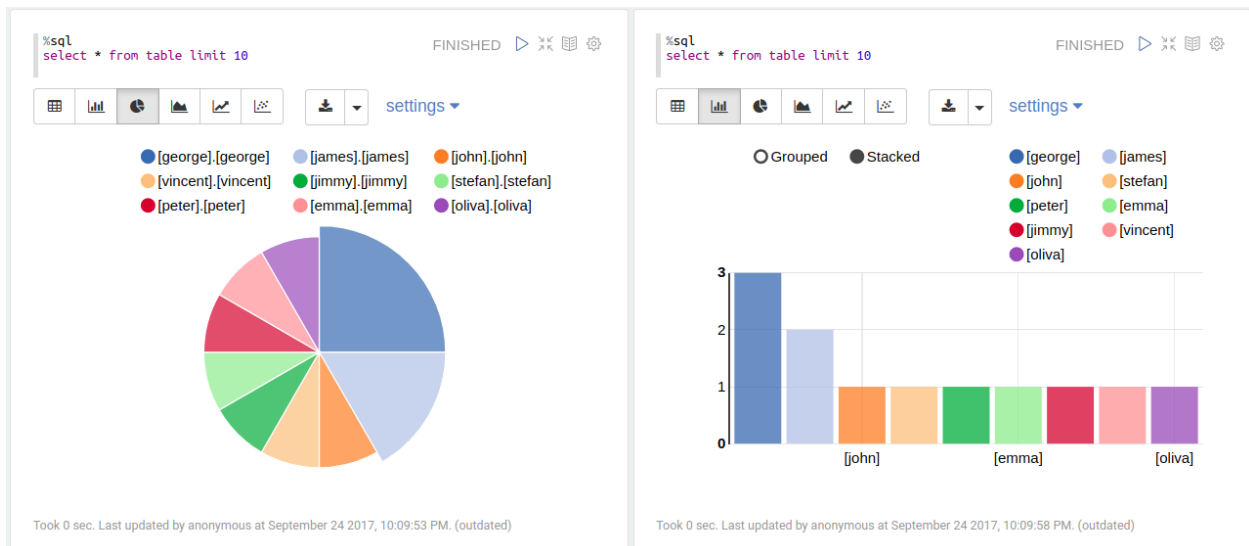 %sql
select * from table limit 10
FINISHED
settings
[george].[george] [james].[james] [john].[john]
[vincent].[vincent] [jimmy].[jimmy] [stefan].[stefan]
[peter].[peter] [emma].[emma] [oliva].[oliva]
Took 0 sec. Last updated by anonymous at September 24 2017, 10:09:53 PM. (outdated)
%sql
select * from table limit 10
FINISHED
settings
Grouped Stacked
[george] [james]
[john] [stefan]
[peter] [emma]
[jimmy] [vincent]
[oliva]
3
2
1
0
[john] [emma] [oliva]
Took 0 sec. Last updated by anonymous at September 24 2017, 10:09:58 PM. (outdated)